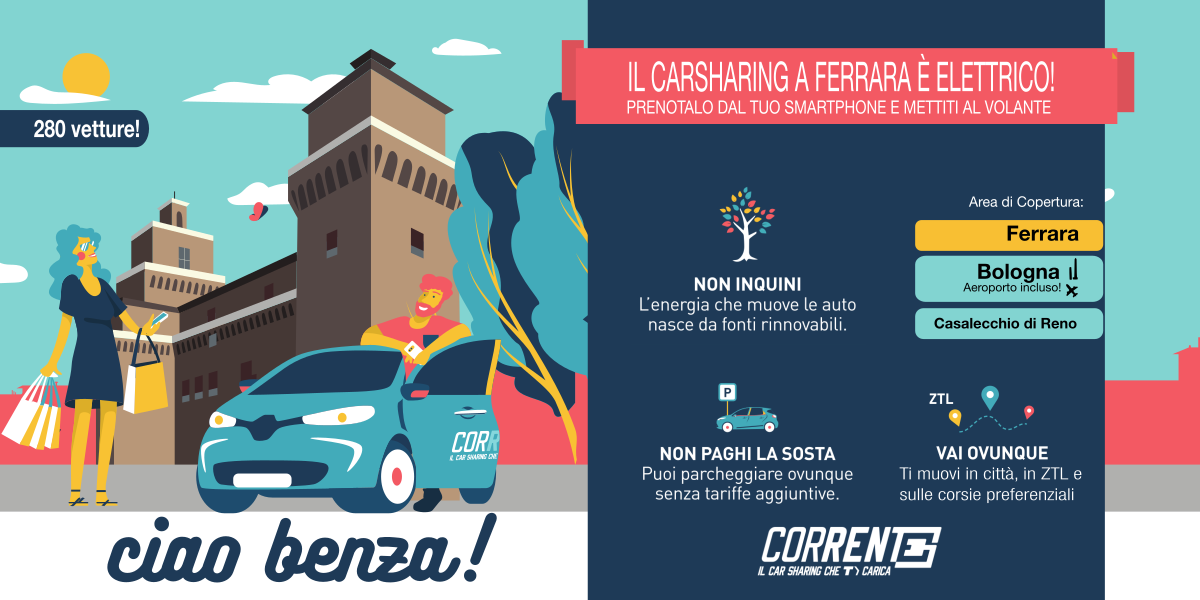 280 vetture!
CORR
IL CAR SHARING CHE
ciao benza!
IL CARSHARING A FERRARA È ELETTRICO!
PRENOTALO DAL TUO SMARTPHONE E METTITI AL VOLANTE
NON INQUINI
L'energia che muove le auto
nasce da fonti rinnovabili.
Area di Copertura:
Ferrara
Bologna
Aeroporto incluso!
Casalecchio di Reno
P
NON PAGHI LA SOSTA
Puoi parcheggiare ovunque
senza tariffe aggiuntive.
ZTL
VAI OVUNQUE
Ti muovi in città, in ZTL e
sulle corsie preferenziali
CORRENTE
IL CAR SHARING CHE TI CARICA